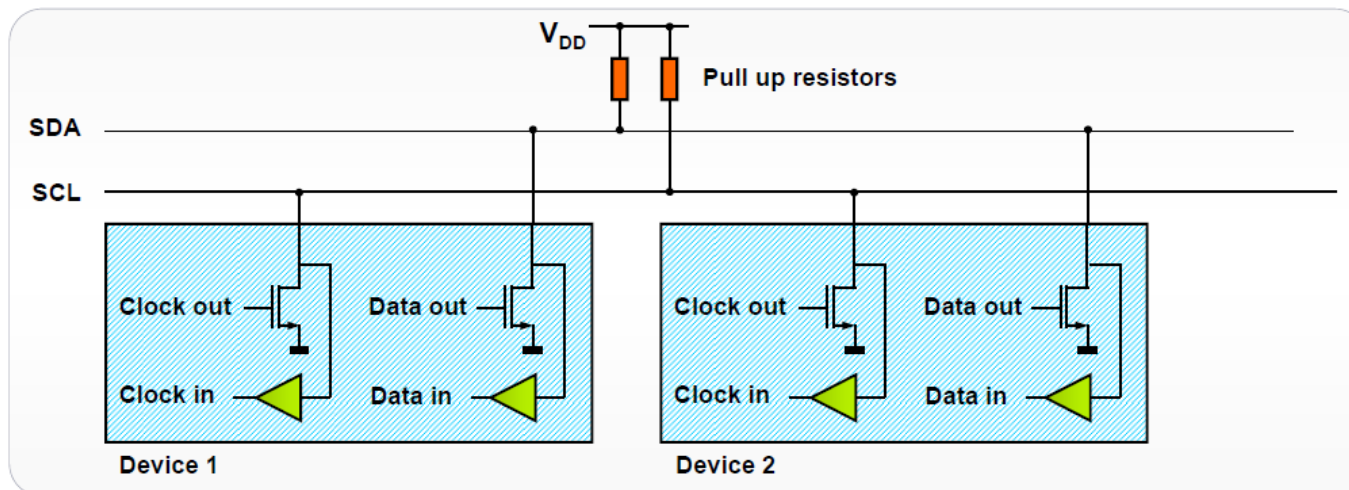 VDD
Pull up resistors
SDA
SCL
Clock out
Data out
Clock out
Data out
Clock in
Data in
Clock in
Data in
Device 1
Device 2